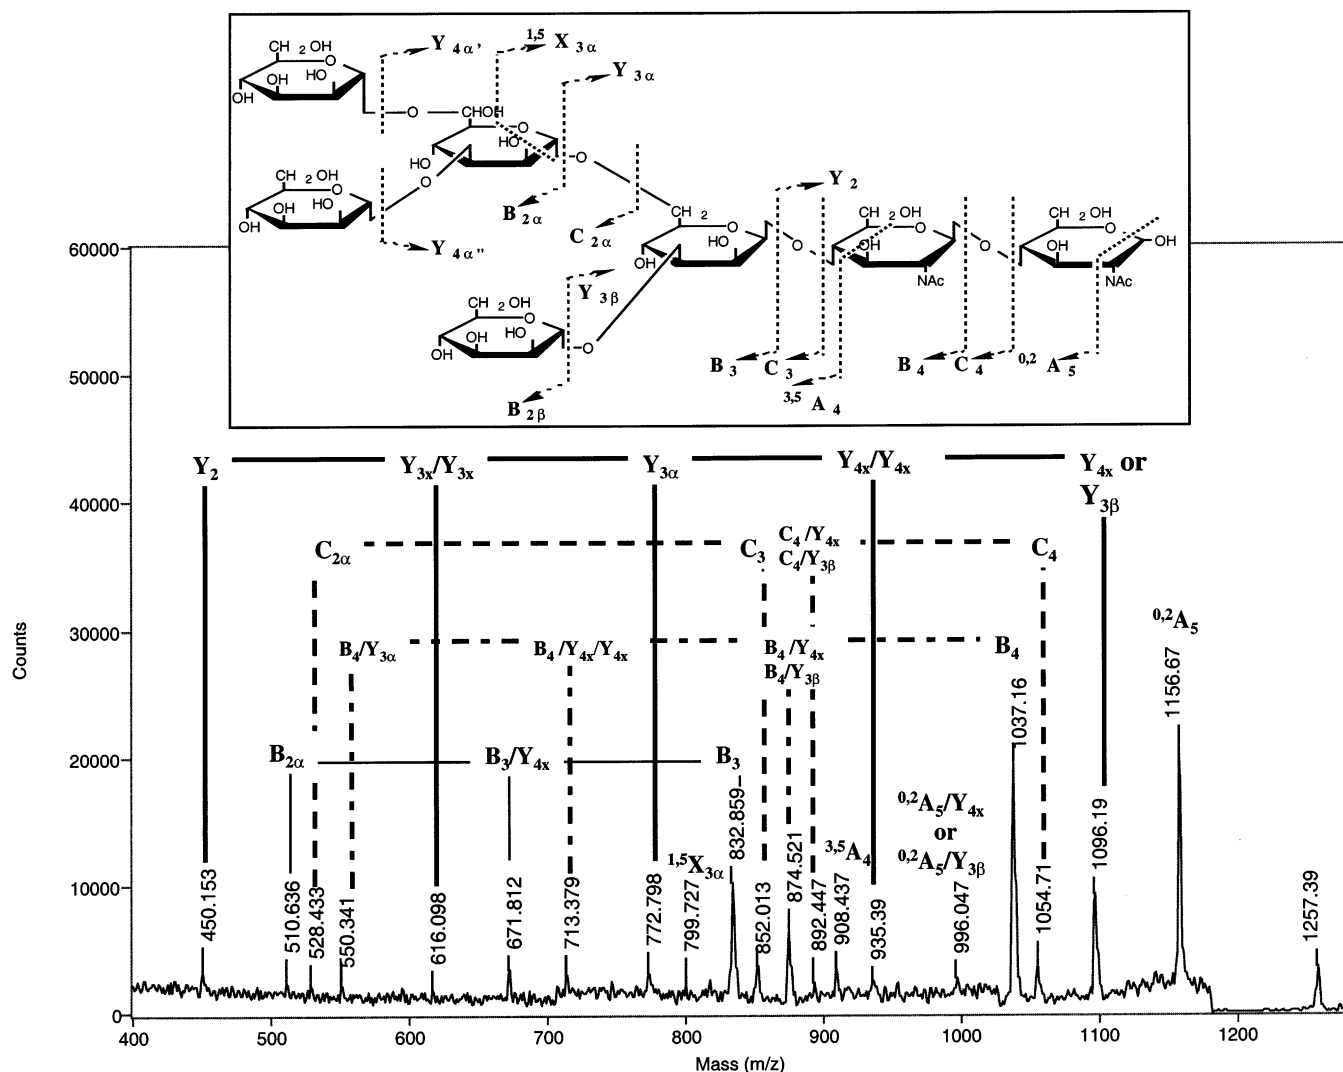 Y 4α'
1,5 X 3α
Y 3α
CH 2 OH
O
OH
HO
OH
O
CHOH
O
HO
HO
O
B 2α
C 2α
CH 2 OH
O
OH
HO
OH
O
Y 4α"
Y 2
CH 2
O
HO
OH
O
CH 2 OH
O
OH
NAc
O
CH 2 OH
O
OH
OH
NAc
Y 3β
CH 2 OH
O
OH
HO
OH
O
B 2β
B 3
C 3
3,5 A 4
B 4
C 4
0,2 A 5
60000
50000
40000
30000
20000
10000
0
Counts
Y2
Y3x/Y3x
Y3α
Y4x/Y4x
Y4x or
Y3β
C2α
C3
C4/Y4x
C4/Y3β
C4
B4/Y3α
B4/Y4x/Y4x
B4/Y4x
B4/Y3β
B4
0,2A5
B2α
B3/Y4x
B3
1,5X3α
3,5A4
0,2A5/Y4x
or
0,2A5/Y3β
450.153
510.636
528.433
550.341
616.098
671.812
713.379
772.798
799.727
832.859
852.013
874.521
892.447
908.437
935.39
996.047
1037.16
1054.71
1096.19
1156.67
1257.39
400 500 600 700 800 900 1000 1100 1200
Mass (m/z)